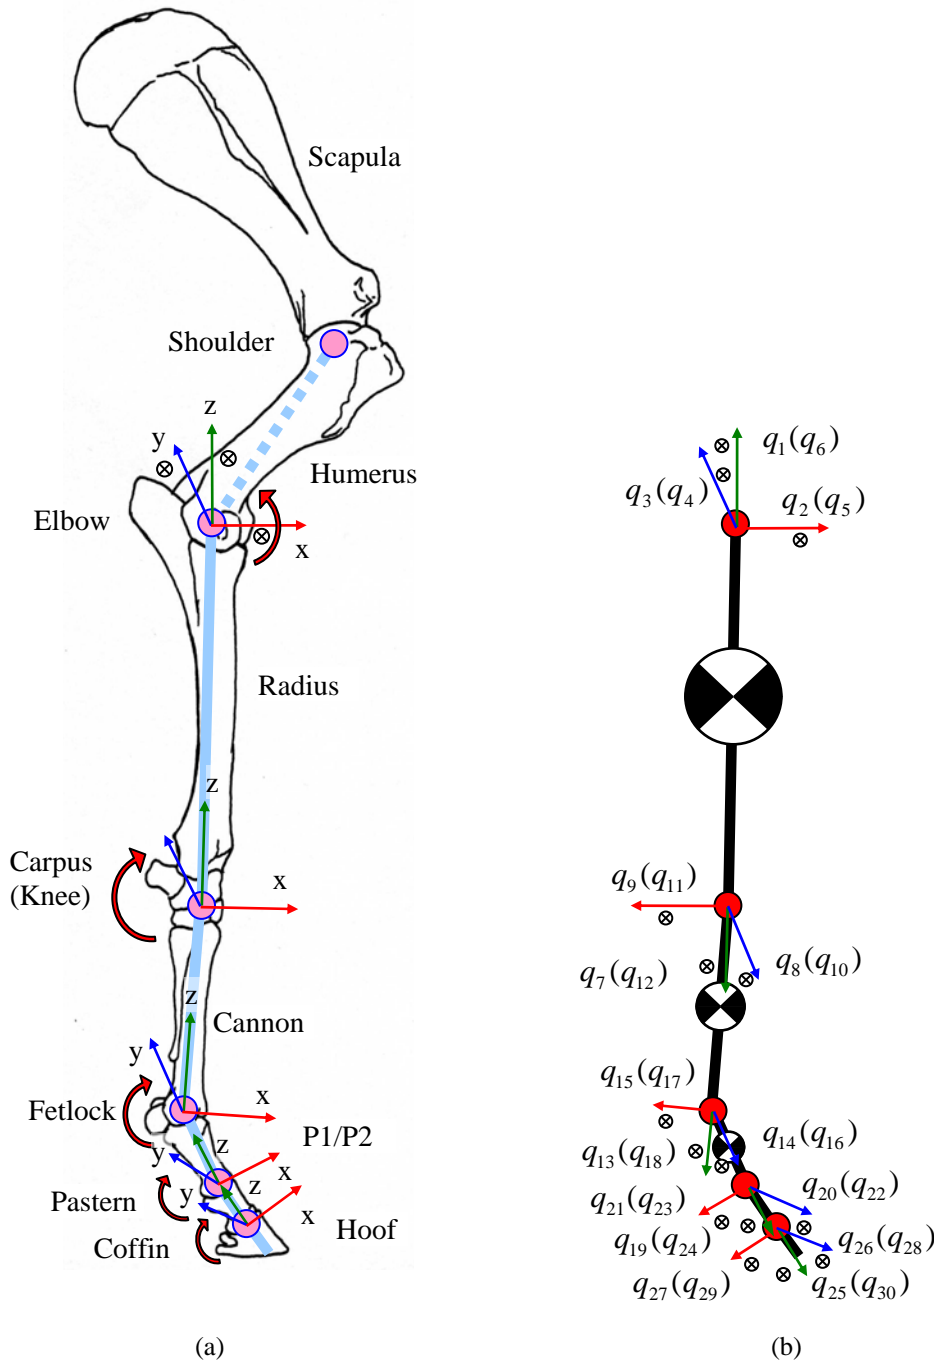 Scapula
Shoulder
z
y
Humerus
Elbow
x
Radius
z
Carpus
(Knee)
x
z
Cannon
y
x
Fetlock
P1/P2
z
y
x
Pastern
z
y
x
Hoof
Coffin
(a)
q1(q6)
q3(q4)
q2(q5)
q9(q11)
q8(q10)
q7(q12)
q15(q17)
q14(q16)
q13(q18)
q21(q23)
q20(q22)
q19(q24)
q26(q28)
q27(q29)
q25(q30)
(b)